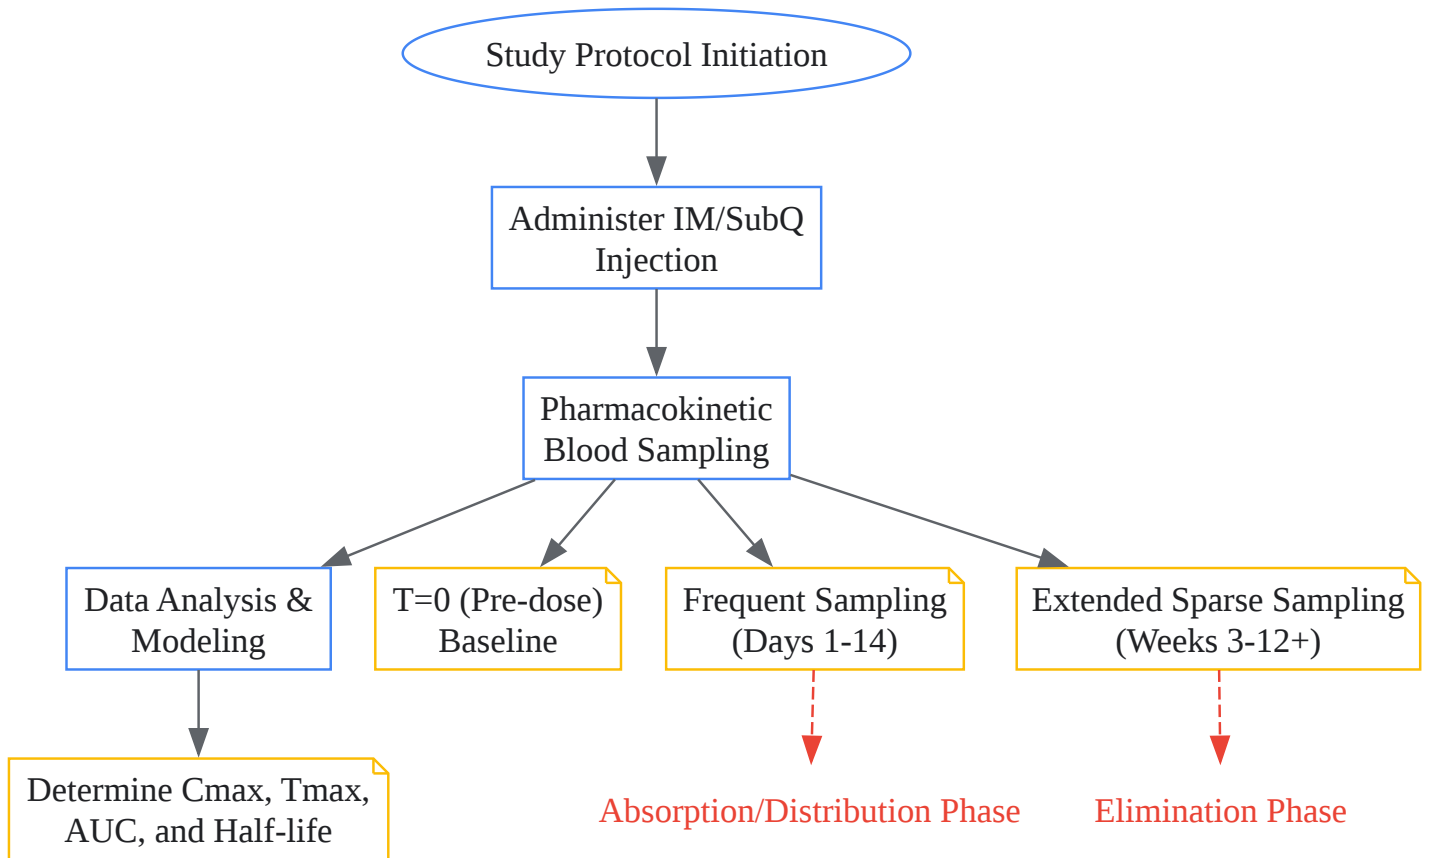 Study Protocol Initiation
Administer IM/SubQ
Injection
Pharmacokinetic
Blood Sampling
Data Analysis &
Modeling
T=0 (Pre-dose)
Baseline
Frequent Sampling
(Days 1-14)
Extended Sparse Sampling
(Weeks 3-12+)
Determine Cmax, Tmax,
AUC, and Half-life
Absorption/Distribution Phase
Elimination Phase